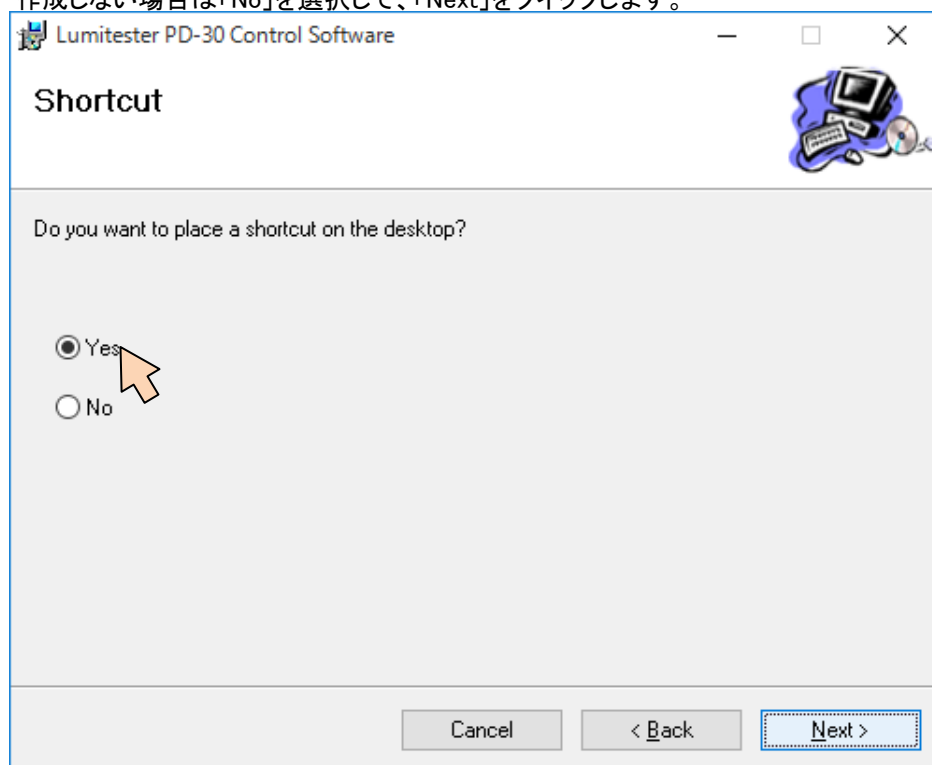 作成しない場合は「No」を選択して、「Next」をクイックします。
Lumitester PD-30 Control Software
Shortcut
Do you want to place a shortcut on the desktop?
Yes
No
Cancel
< Back
Next >